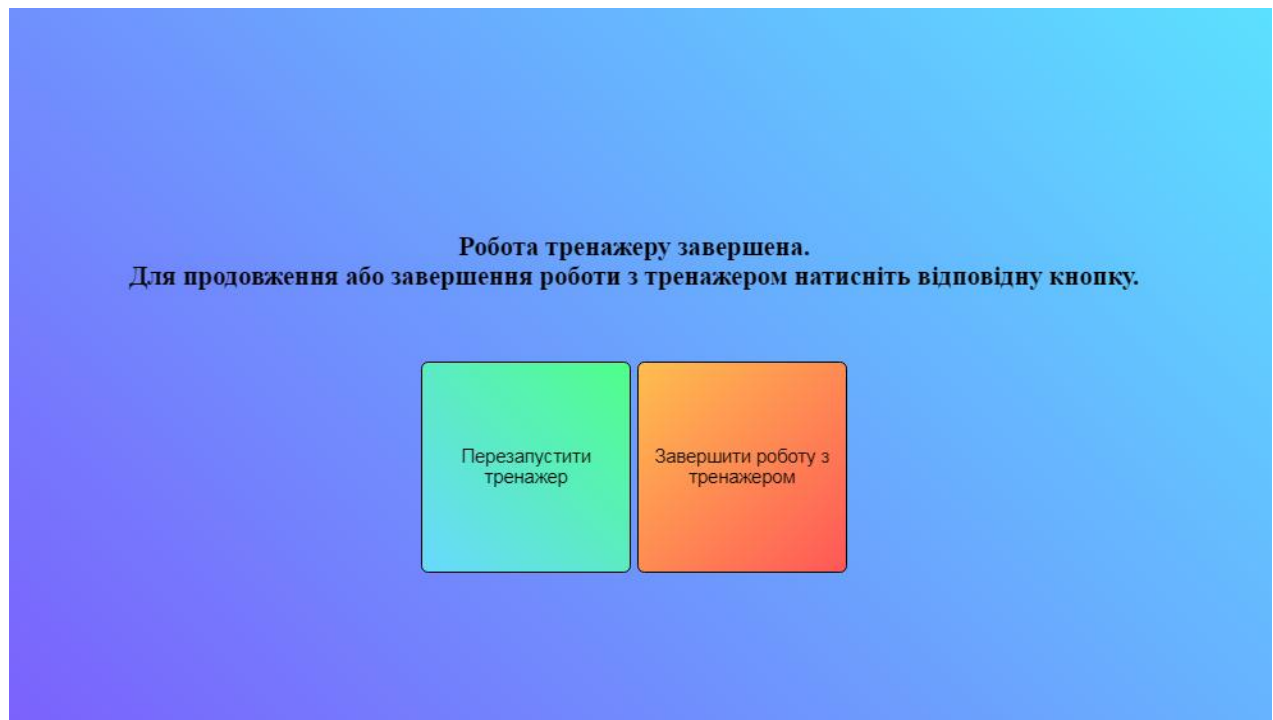 Робота тренажеру завершена.
Для продовження або завершення роботи з тренажером натисніть відповідну кнопку.
Перезапустити
тренажер
Завершити роботу з
тренажером